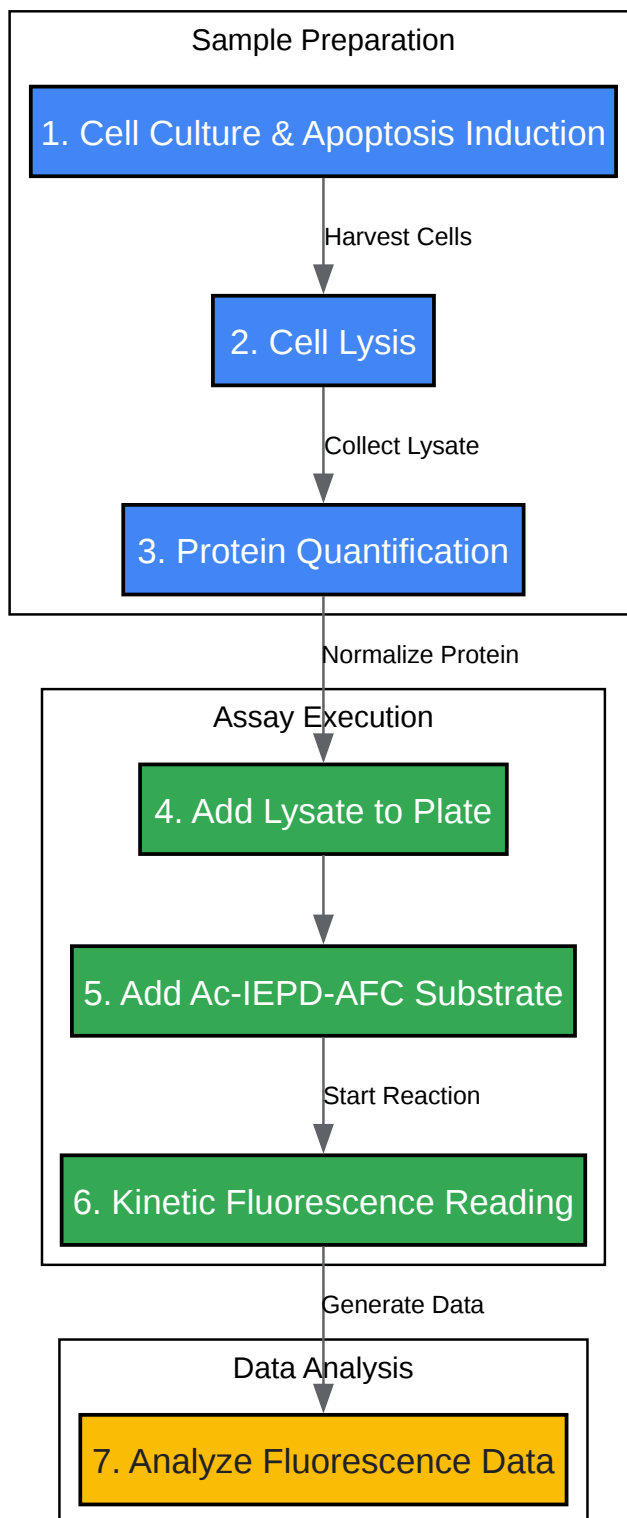 Sample Preparation
1. Cell Culture & Apoptosis Induction
Harvest Cells
2. Cell Lysis
Collect Lysate
3. Protein Quantification
Normalize Protein
Assay Execution
4. Add Lysate to Plate
5. Add Ac-IEPD-AFC Substrate
Start Reaction
6. Kinetic Fluorescence Reading
Generate Data
Data Analysis
7. Analyze Fluorescence Data